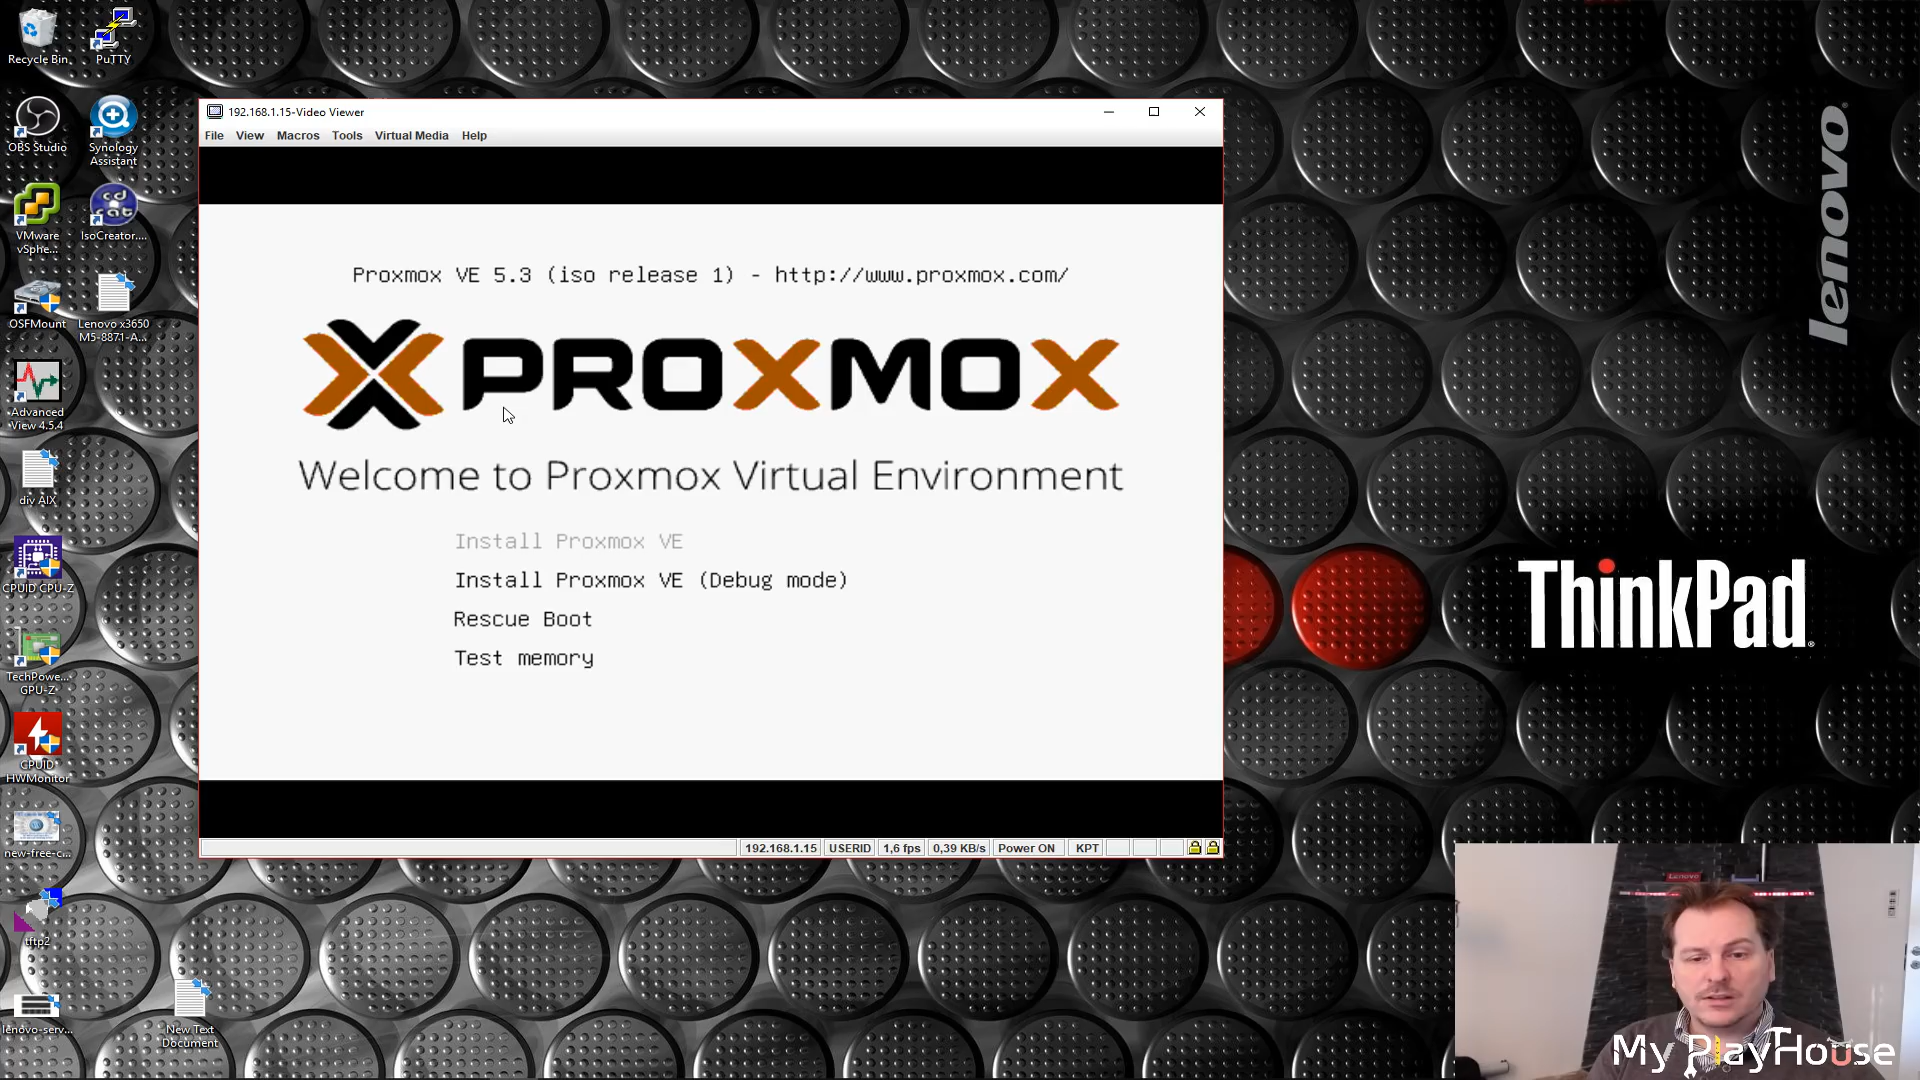 Recycle Bin
PuTTY
OBS Studio
Synology
Assistant
VMware
vSphe...
IsoCreator....
OSFMount
Lenovo x3650
M5-8871-A...
Advanced
View 4.5.4
div AIX
CPUID CPU-Z
TechPowe...
GPU-Z
CPUID
HWMonitor
new-free-c...
tftp2
lenovo-serv...
New Text
Document
192.168.1.15-Video Viewer
File View Macros Tools Virtual Media Help
Proxmox VE 5.3 (iso release 1) - http://www.proxmox.com/
PROXMOX
Welcome to Proxmox Virtual Environment
Install Proxmox VE
Install Proxmox VE (Debug mode)
Rescue Boot
Test memory
192.168.1.15 USERID 1,6 fps 0,39 KB/s Power ON KPT
lenovo
ThinkPad
Lenovo
My PlayHouse